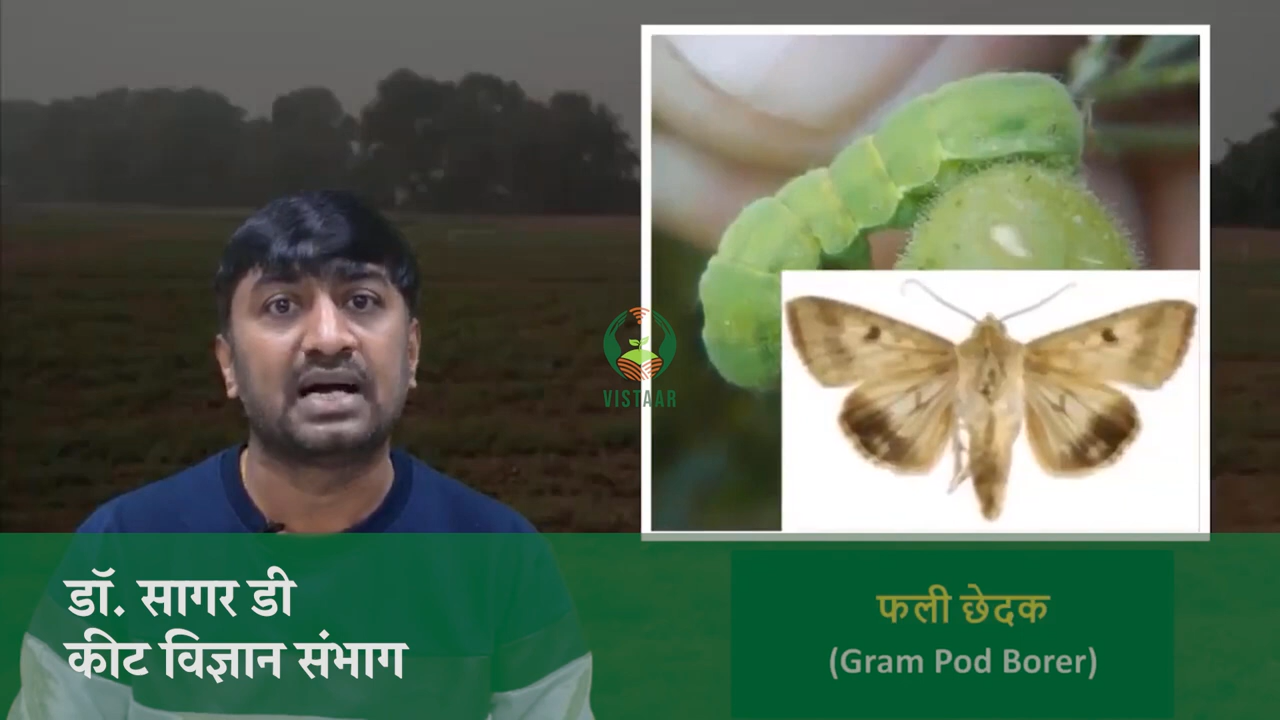 VISTAAR
डॉ. सागर डी
कीट विज्ञान संभाग
फली छेदक
(Gram Pod Borer)